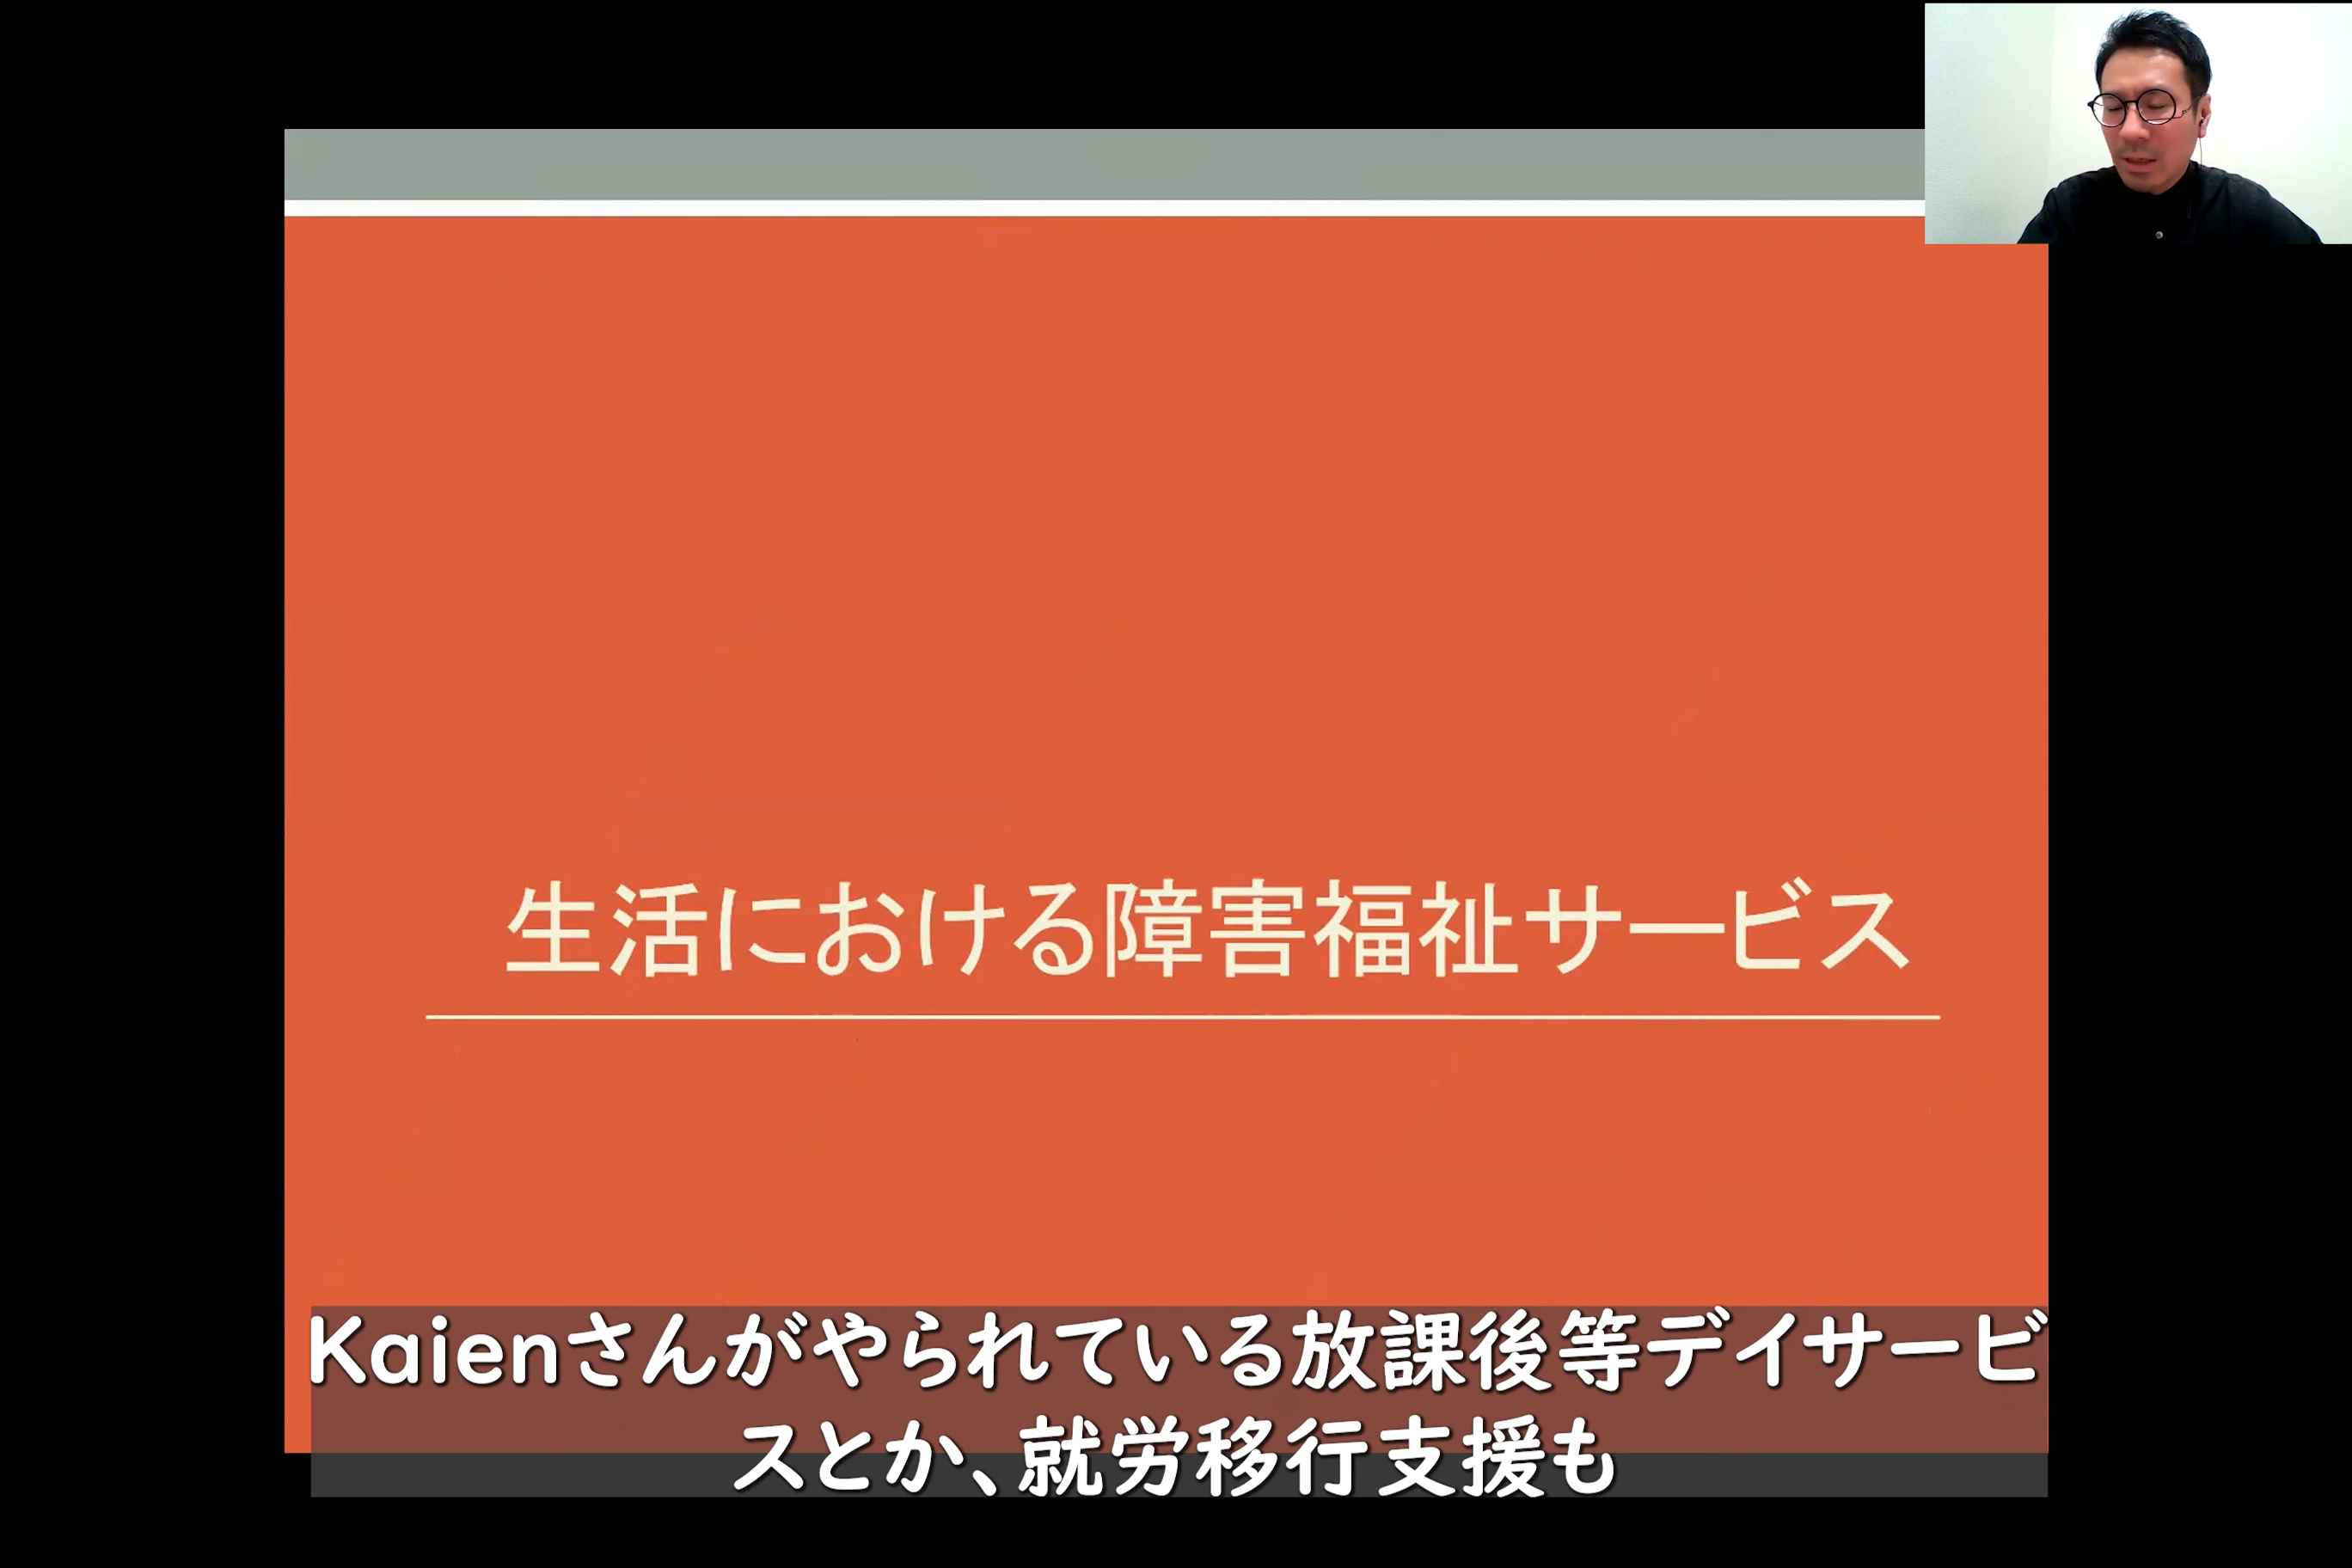 生活における障害福祉サービス
Kaienさんがやられている放課後等デイサービ
スとか、就労移行支援も